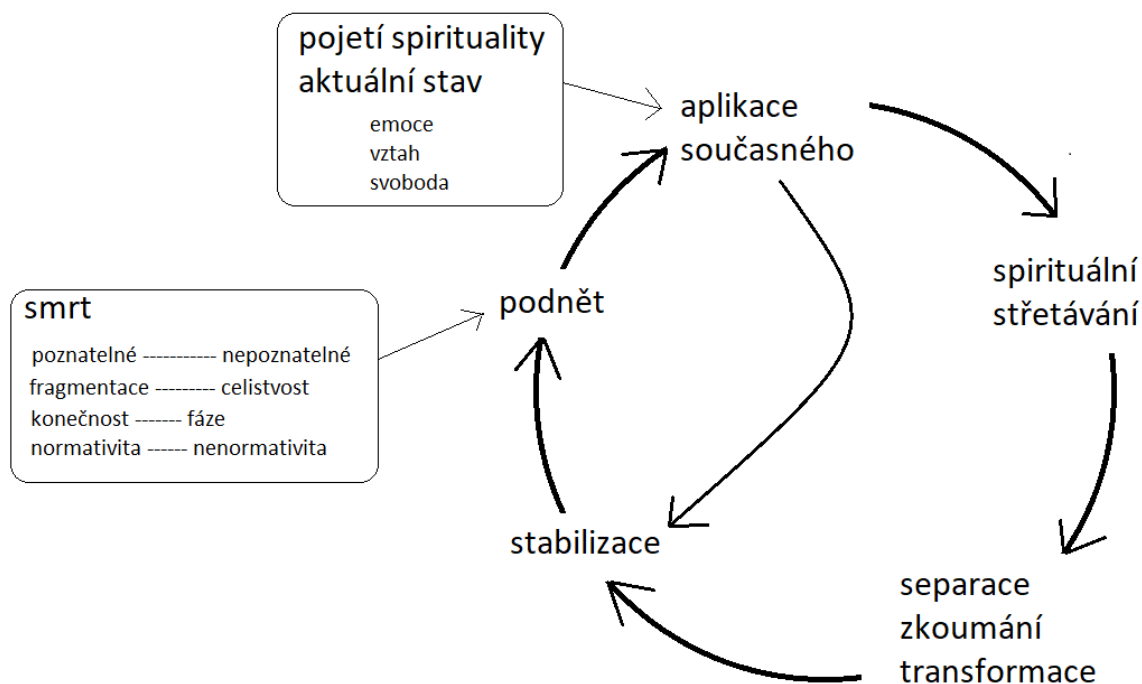 pojetí spirituality
aktuální stav
emoce
vztah
svoboda
aplikace
současného
spirituální
střetávání
smrt
poznatelné ----------- nepoznatelné
fragmentace --------- celistvost
konečnost ------- fáze
normativita ------ nenormativita
podnět
stabilizace
separace
zkoumání
transformace